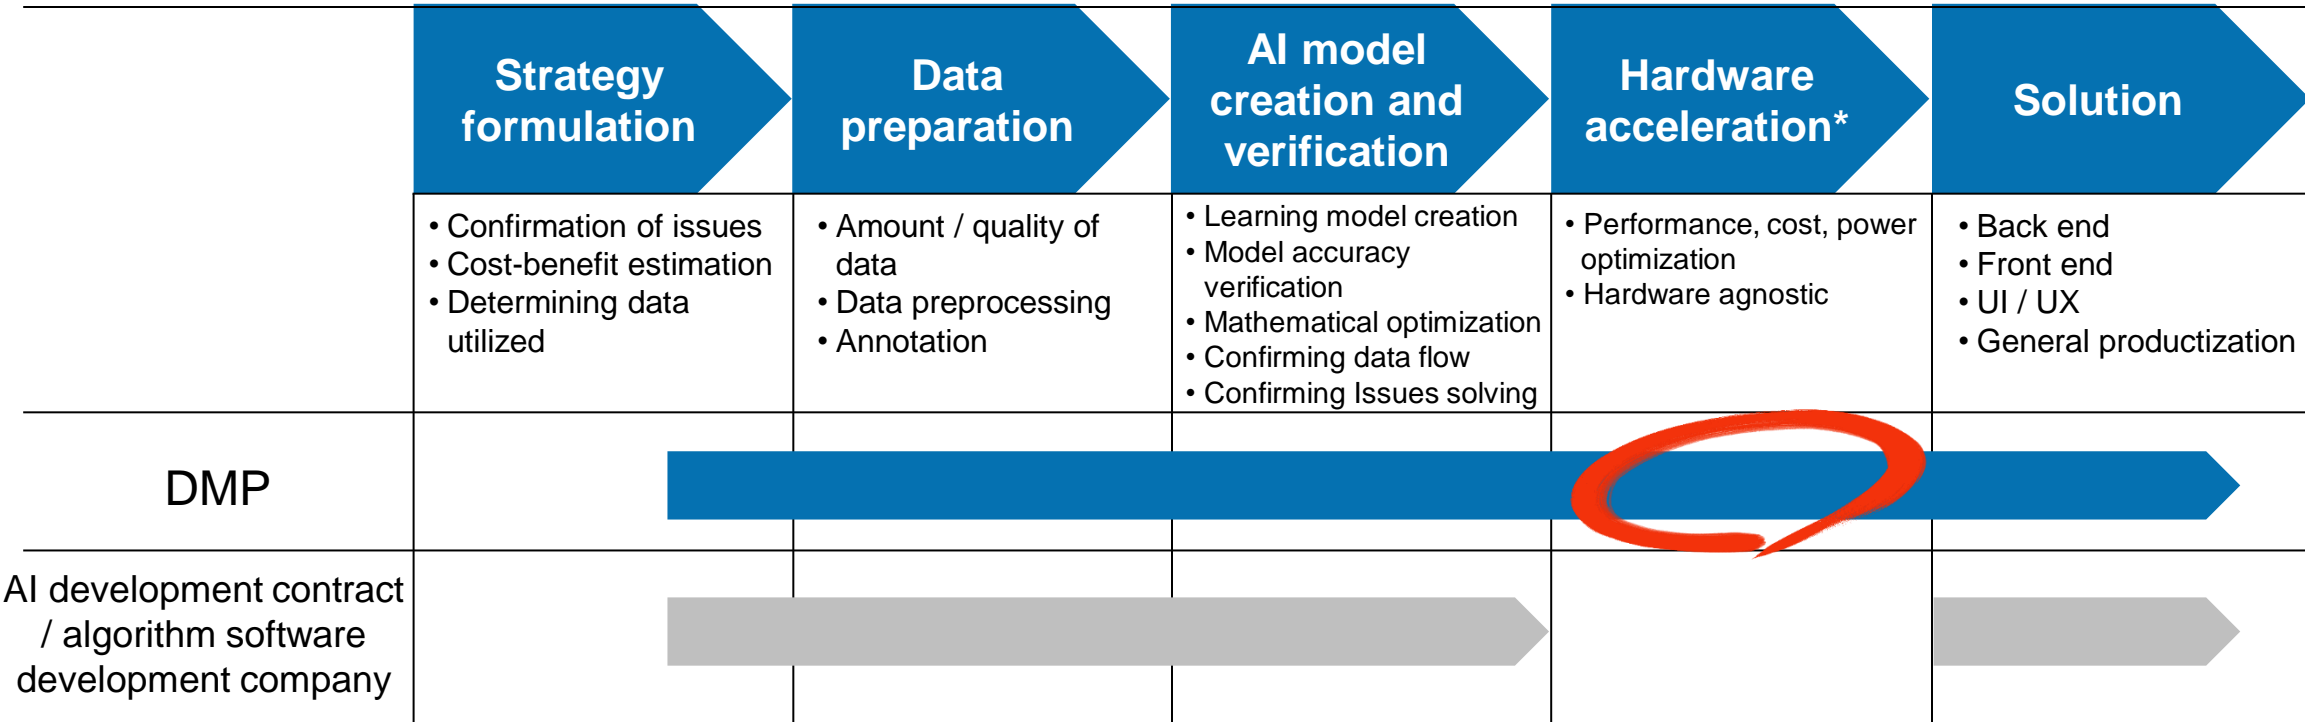 Strategy
formulation
Data
preparation
AI model
creation and
verification
Hardware
acceleration*
Solution
• Confirmation of issues
• Cost-benefit estimation
• Determining data
utilized
• Amount / quality of
data
• Data preprocessing
• Annotation
• Learning model creation
• Model accuracy
verification
• Mathematical optimization
• Confirming data flow
• Confirming Issues solving
• Performance, cost, power
optimization
• Hardware agnostic
• Back end
• Front end
• UI / UX
• General productization
DMP
AI development contract
/ algorithm software
development company